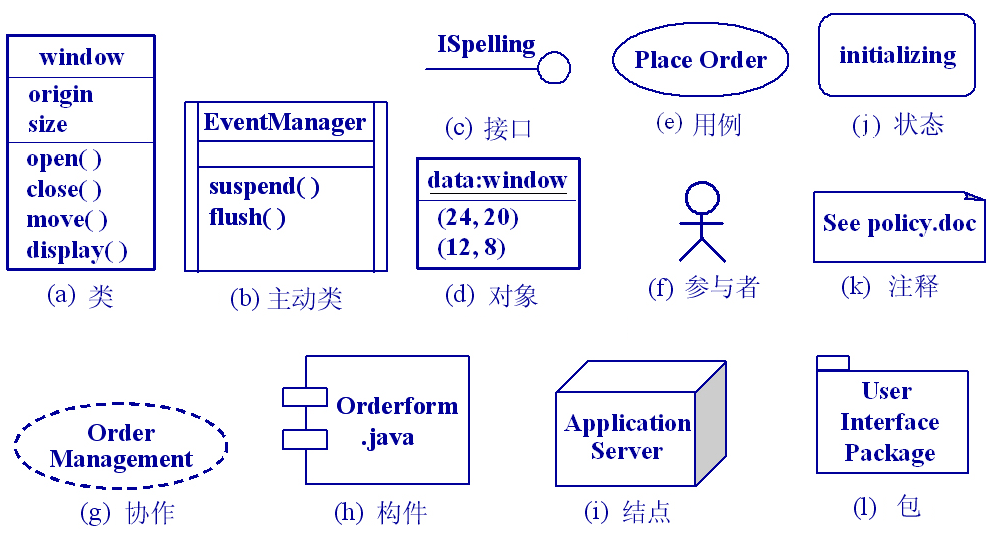 window
origin
size
open( )
close( )
move( )
display( )
(a) 类
EventManager
suspend( )
flush( )
(b) 主动类
ISpelling
(c) 接口
data:window
(24, 20)
(12, 8)
(d) 对象
Place Order
(e) 用例
(f) 参与者
initializing
(j) 状态
See policy.doc
(k) 注释
Order
Management
(g) 协作
Orderform
.java
(h) 构件
Application
Server
(i) 结点
User
Interface
Package
(l) 包